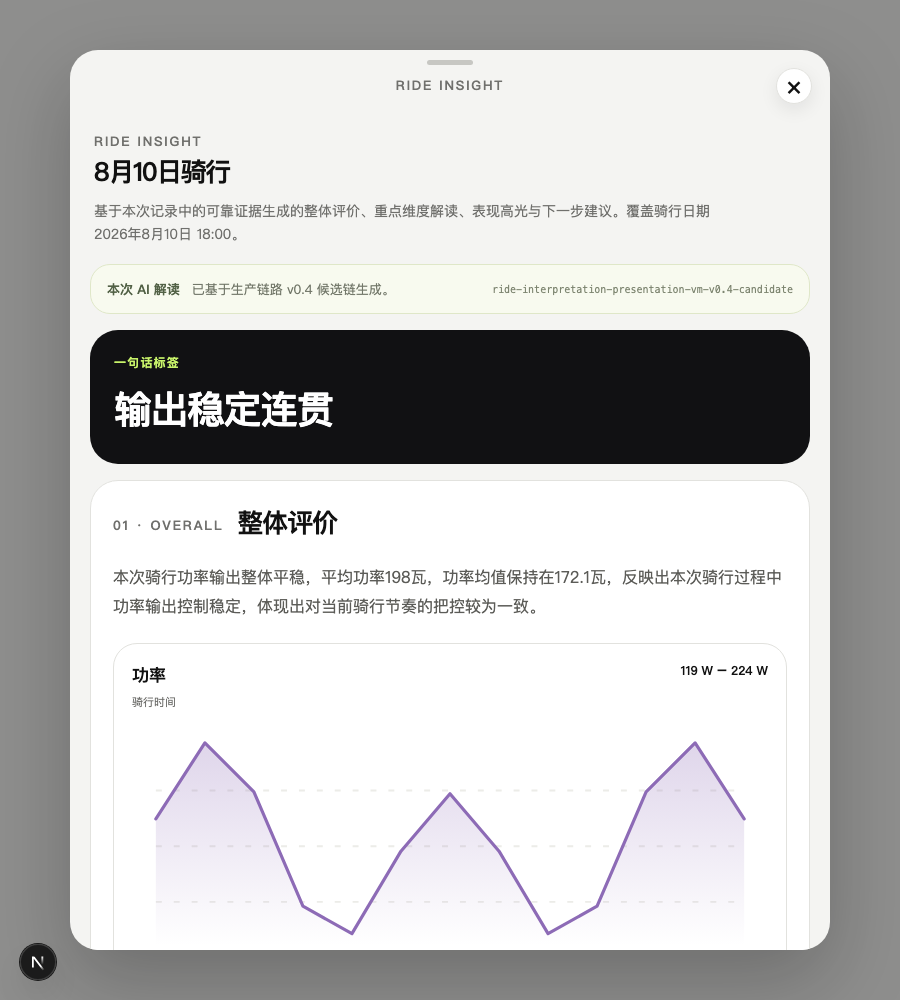 RIDE INSIGHT
RIDE INSIGHT
8月10日骑行
基于本次记录中的可靠证据生成的整体评价、重点维度解读、表现高光与下一步建议。覆盖骑行日期
2026年8月10日 18:00。
本次 AI 解读 已基于生产链路 v0.4 候选链生成。 ride-interpretation-presentation-vm-v0.4-candidate
一句话标签
输出稳定连贯
01 · OVERALL 整体评价
本次骑行功率输出整体平稳，平均功率198瓦，功率均值保持在172.1瓦，反映出本次骑行过程中
功率输出控制稳定，体现出对当前骑行节奏的把控较为一致。
功率 119 W — 224 W
骑行时间
N